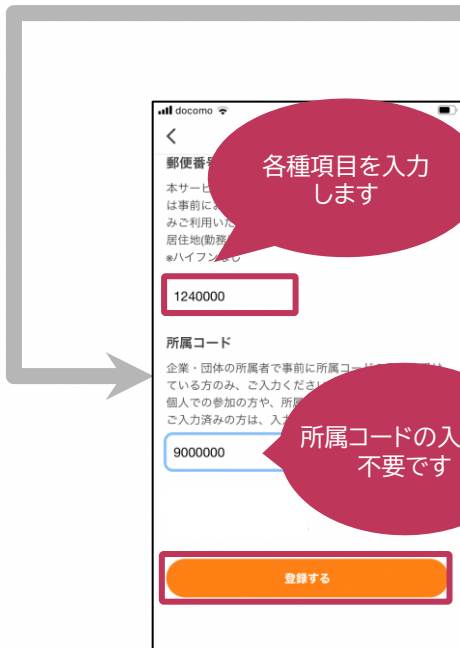 docomo
各種項目を入力
します
郵便番号
本サービ
は事前にお
みご利用いた
居住地(勤務
※ハイフンなし
1240000
所属コード
企業・団体の所属者で事前に所属コー
ている方のみ、ご入力ください
個人での参加の方や、所属
ご入力済みの方は、入力
9000000
所属コードの入
不要です
登録する